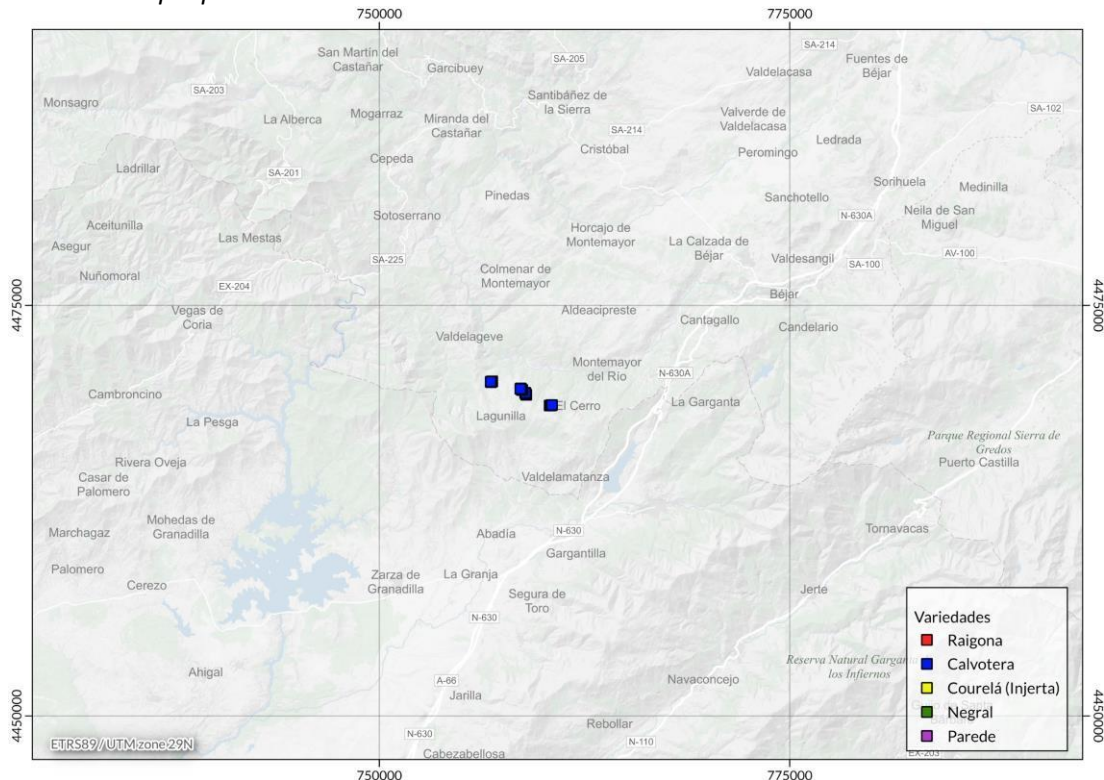 750000
775000
San Martín del
Castañar
Garcibuey
SA-205
SA-214
Valdelacasa
Fuentes de
Béjar
SA-203
Monsagro
La Alberca
Mogarraz
Miranda del
Castañar
Santibáñez de
la Sierra
SA-214
Valverde de
Valdelacasa
SA-102
Cristóbal
Peromingo
Ledrada
Ladrillar
SA-201
Cepeda
Pinedas
Sanchotello
Sorihuela
Medinilla
Aceitunilla
Las Mestas
Sotoserrano
Horcajo de
Montemayor
La Calzada de
Béjar
N-630A
Neila de San
Miguel
Asegur
Nuñomoral
SA-225
Colmenar de
Montemayor
Valdesangil
SA-100
AV-100
EX-204
Béjar
4475000
4475000
Vegas de
Coria
Aldeacipreste
Cantagallo
Candelario
Valdelageve
Montemayor
del Río
N-630A
Cambroncino
Lagunilla
El Cerro
La Garganta
La Pesga
Parque Regional Sierra de
Gredos
Rivera Oveja
Casar de
Palomero
Valdelamatanza
Puerto Castilla
Marchagaz
Mohedas de
Granadilla
Abadía
N-630
Gargantilla
Tornavacas
Palomero
Cerezo
Zarza de
Granadilla
La Granja
Segura de
Toro
Jerte
N-630
Variedades
Raigona
Calvotera
Courelá (Injerta)
Negral
Parede
Ahigal
A-66
Jarilla
Navaconcejo
Reserva Natural Garganta
los Infiernos
4450000
4450000
N-630
Rebollar
N-110
Cabezabellosa
EX-203
ETRS89 / UTM zone 29N
750000
775000